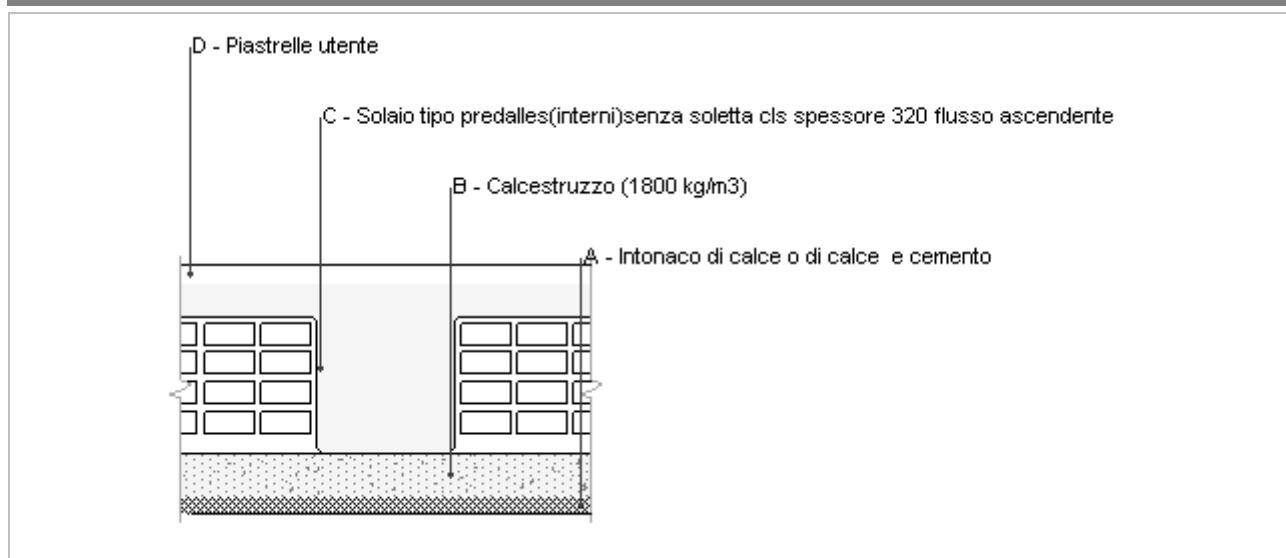 D - Piastrelle utente
C - Solaio tipo predalles(interni)senza soletta cls spessore 320 flusso ascendente
B - Calcestruzzo (1800 kg/m3)
A - Intonaco di calce o di calce  e cemento